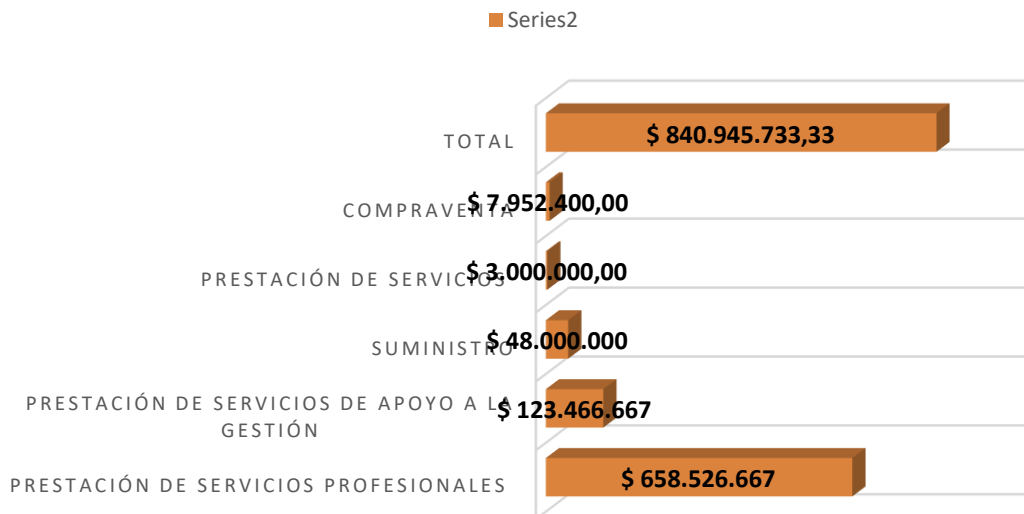 Series2
TOTAL
$ 840.945.733,33
COMPRAVENTA
$ 7.952.400,00
PRESTACIÓN DE SERVICIOS
$ 3.000.000,00
SUMINISTRO
$ 48.000.000
PRESTACIÓN DE SERVICIOS DE APOYO A LA
GESTIÓN
$ 123.466.667
PRESTACIÓN DE SERVICIOS PROFESIONALES
$ 658.526.667